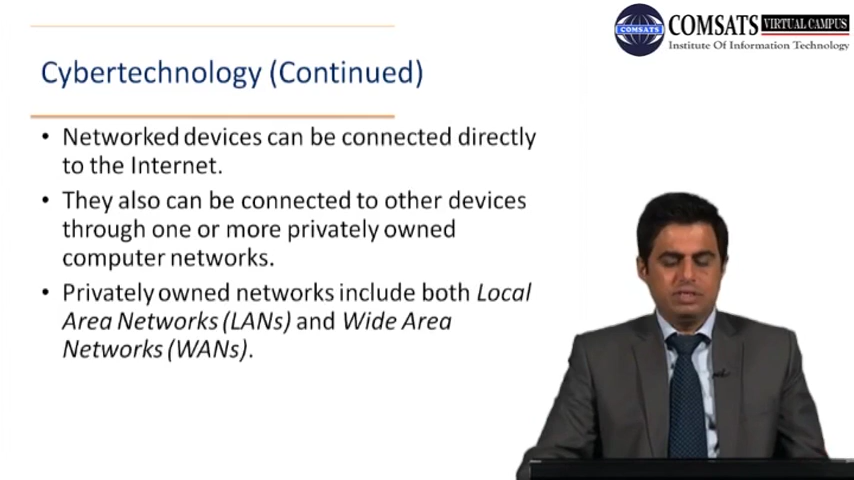 COMSATS
COMSATS VIRTUAL CAMPUS
Institute Of Information Technology
Cybertechnology (Continued)
• Networked devices can be connected directly
to the Internet.
• They also can be connected to other devices
through one or more privately owned
computer networks.
• Privately owned networks include both Local
Area Networks (LANs) and Wide Area
Networks (WANs).